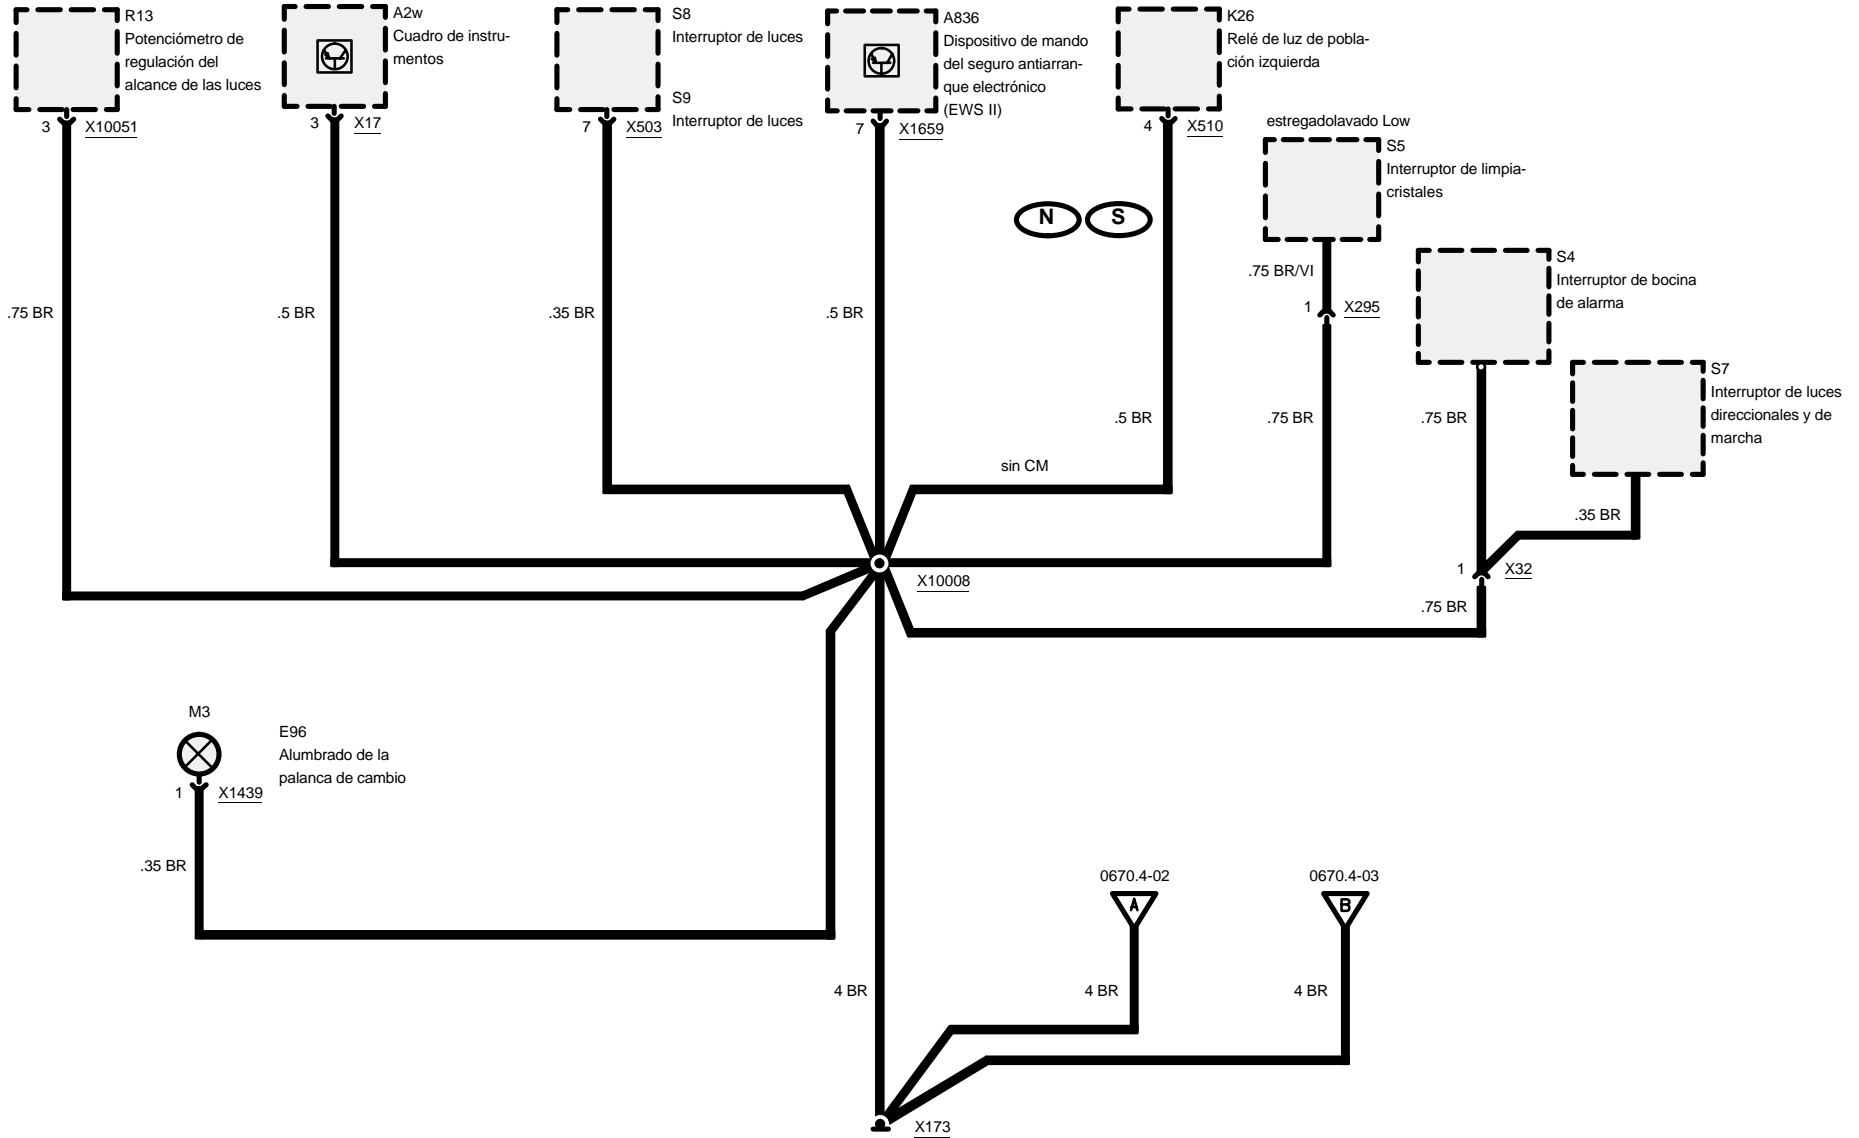 R13
Potenciómetro de
regulación del
alcance de las luces
3
X10051
A2w
Cuadro de instru-
mentos
3
X17
S8
Interruptor de luces
S9
Interruptor de luces
7
X503
A836
Dispositivo de mando
del seguro antiarran-
que electrónico
(EWS II)
7
X1659
K26
Relé de luz de pobla-
ción izquierda
4
X510
estregadolavado Low
S5
Interruptor de limpia-
cristales
N
S
.75 BR/VI
1
X295
S4
Interruptor de bocina
de alarma
.75 BR
.5 BR
.35 BR
.5 BR
S7
Interruptor de luces
direccionales y de
marcha
.5 BR
.75 BR
.75 BR
sin CM
.35 BR
X10008
1
X32
.75 BR
M3
E96
Alumbrado de la
palanca de cambio
1
X1439
.35 BR
0670.4-02
A
0670.4-03
B
4 BR
4 BR
4 BR
X173